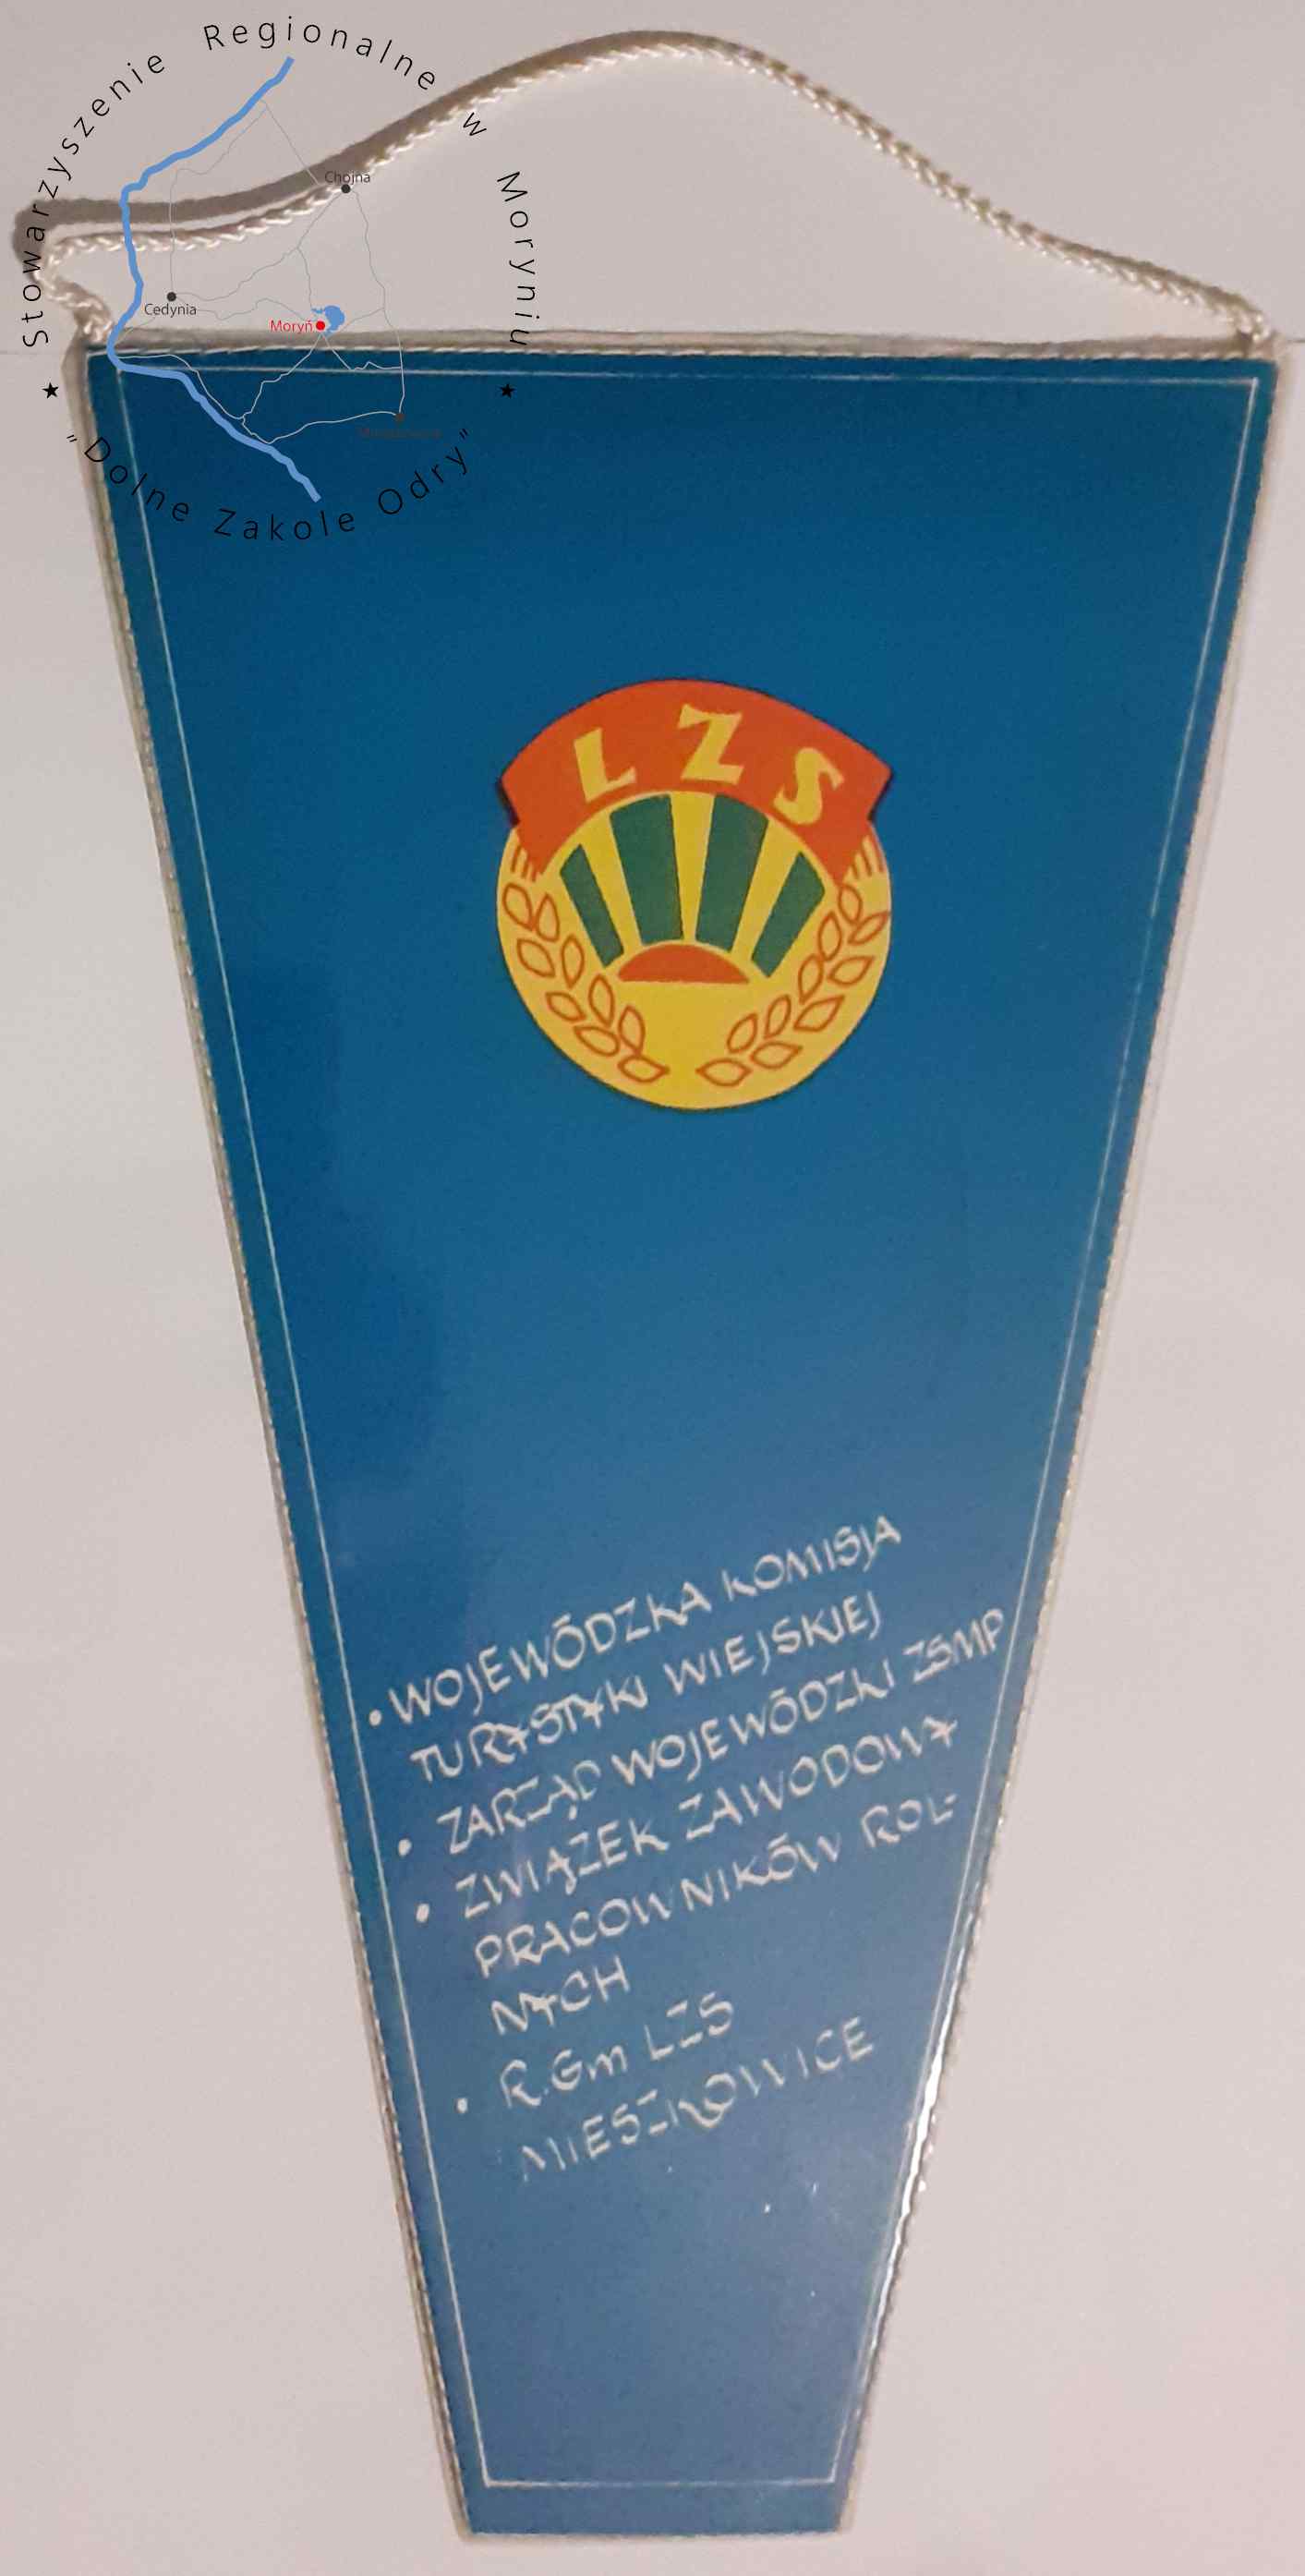 Stowarzyszenie Regionalne w Moryniu
Chojna
Cedynia
Moryń
★ "Dolne Zakole Odry" ★
LZS
• WOJEWÓDZKA KOMISJA
TURYSTYKI WIEJSKIEJ
• ZARZĄD WOJEWÓDZKI ZSMP
• ZWIĄZEK ZAWODOWY
PRACOWNIKÓW ROL-
NYCH
• R.Gm LZS
MIESZKOWICE